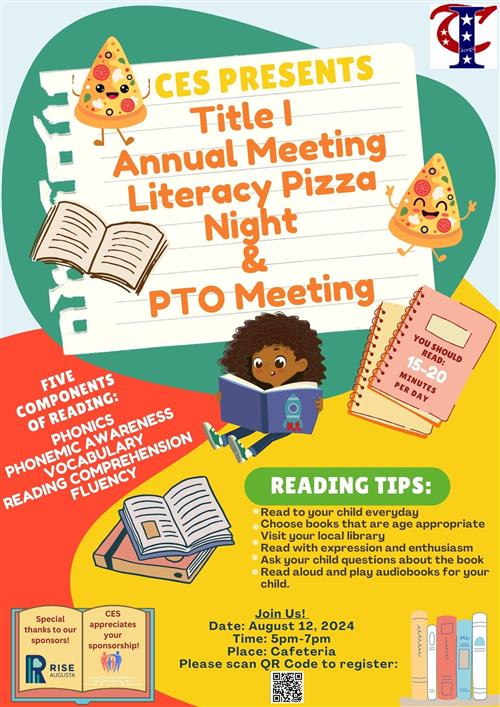 CES PRESENTS
Title I
Annual Meeting
Literacy Pizza
Night
&
PTO Meeting
YOU SHOULD
READ:
15-20
MINUTES
PER DAY
FIVE
COMPONENTS
OF READING:
PHONICS
PHONEMIC AWARENESS
VOCABULARY
READING COMPREHENSION
FLUENCY
READING TIPS:
Read to your child everyday
Choose books that are age appropriate
Visit your local library
Read with expression and enthusiasm
Ask your child questions about the book
Read aloud and play audiobooks for your
child.
Special
thanks to our
sponsors!
RISE
AUGUSTA
CES
appreciates
your
sponsorship!
Join Us!
Date: August 12, 2024
Time: 5pm-7pm
Place: Cafeteria
Please scan QR Code to register: